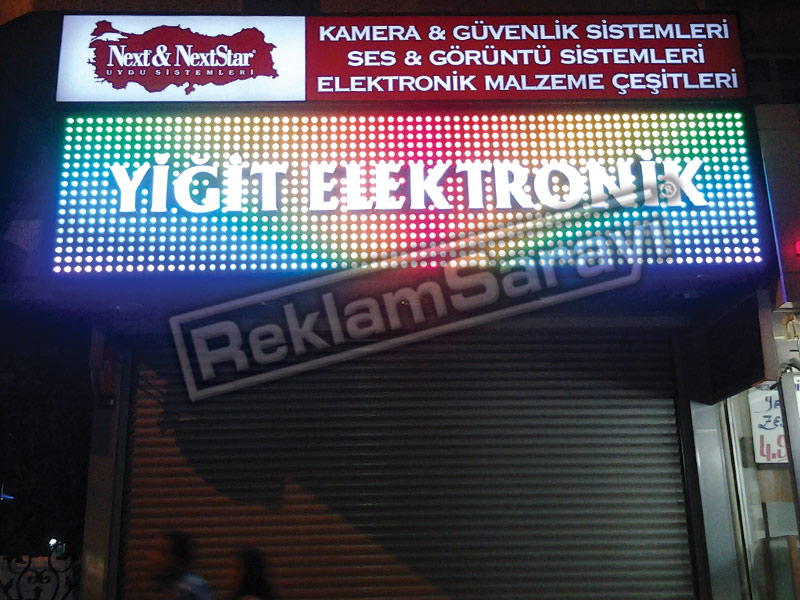 Next® & NextStar®
UYDU SİSTEMLERİ
KAMERA & GÜVENLİK SİSTEMLERİ
SES & GÖRÜNTÜ SİSTEMLERİ
ELEKTRONİK MALZEME ÇEŞİTLERİ
YİĞİT ELEKTRONİK
ReklamSarayı®